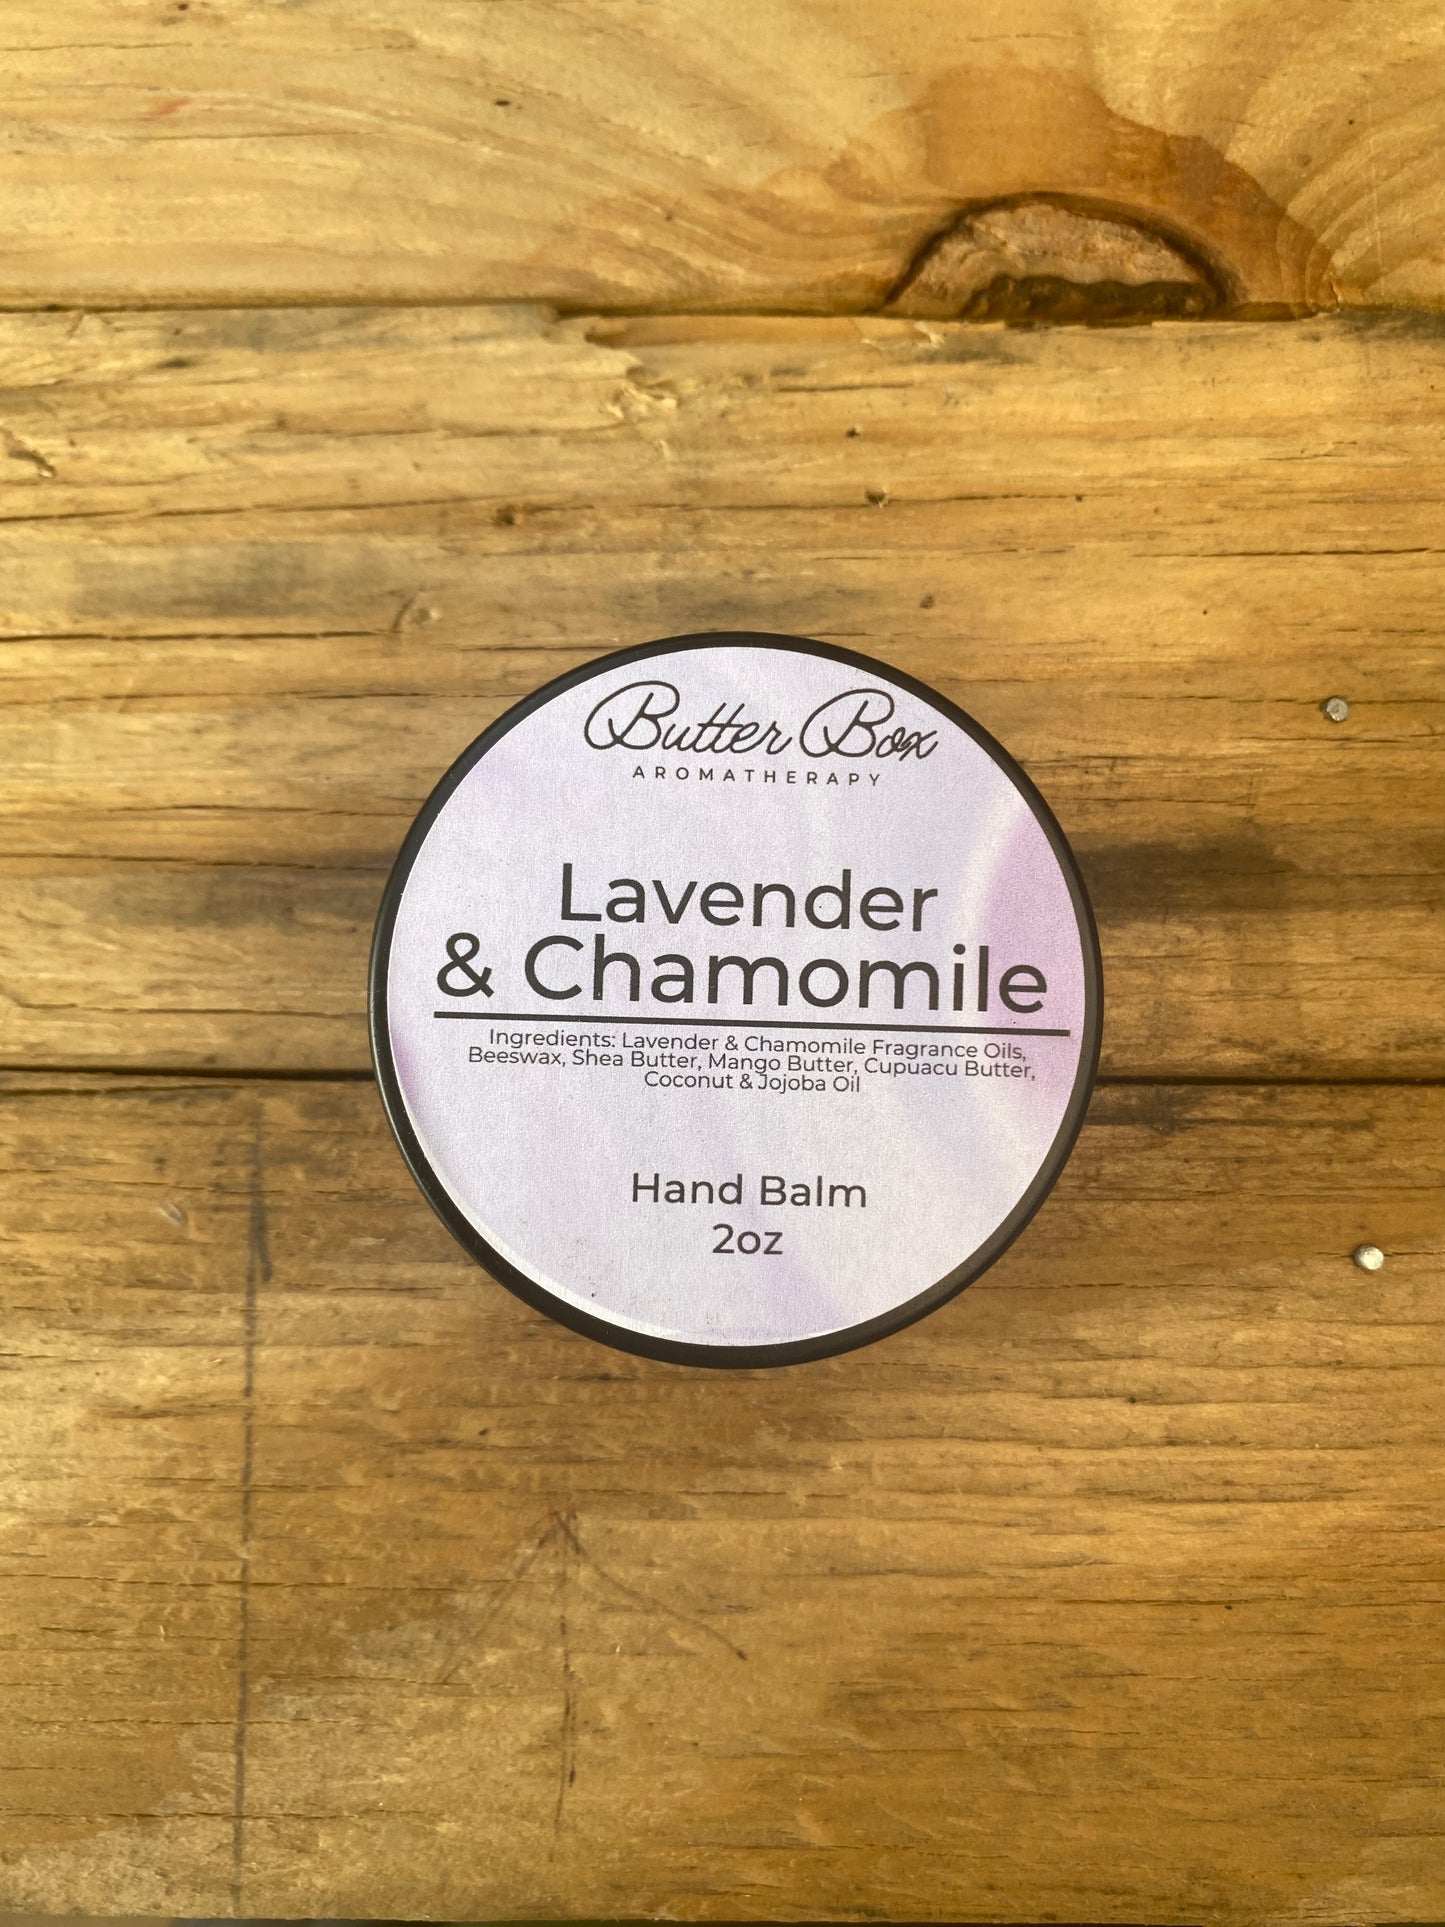 Butter Box
AROMATHERAPY
Lavender
& Chamomile
Ingredients: Lavender & Chamomile Fragrance Oils,
Beeswax, Shea Butter, Mango Butter, Cupuacu Butter,
Coconut & Jojoba Oil
Hand Balm
2oz